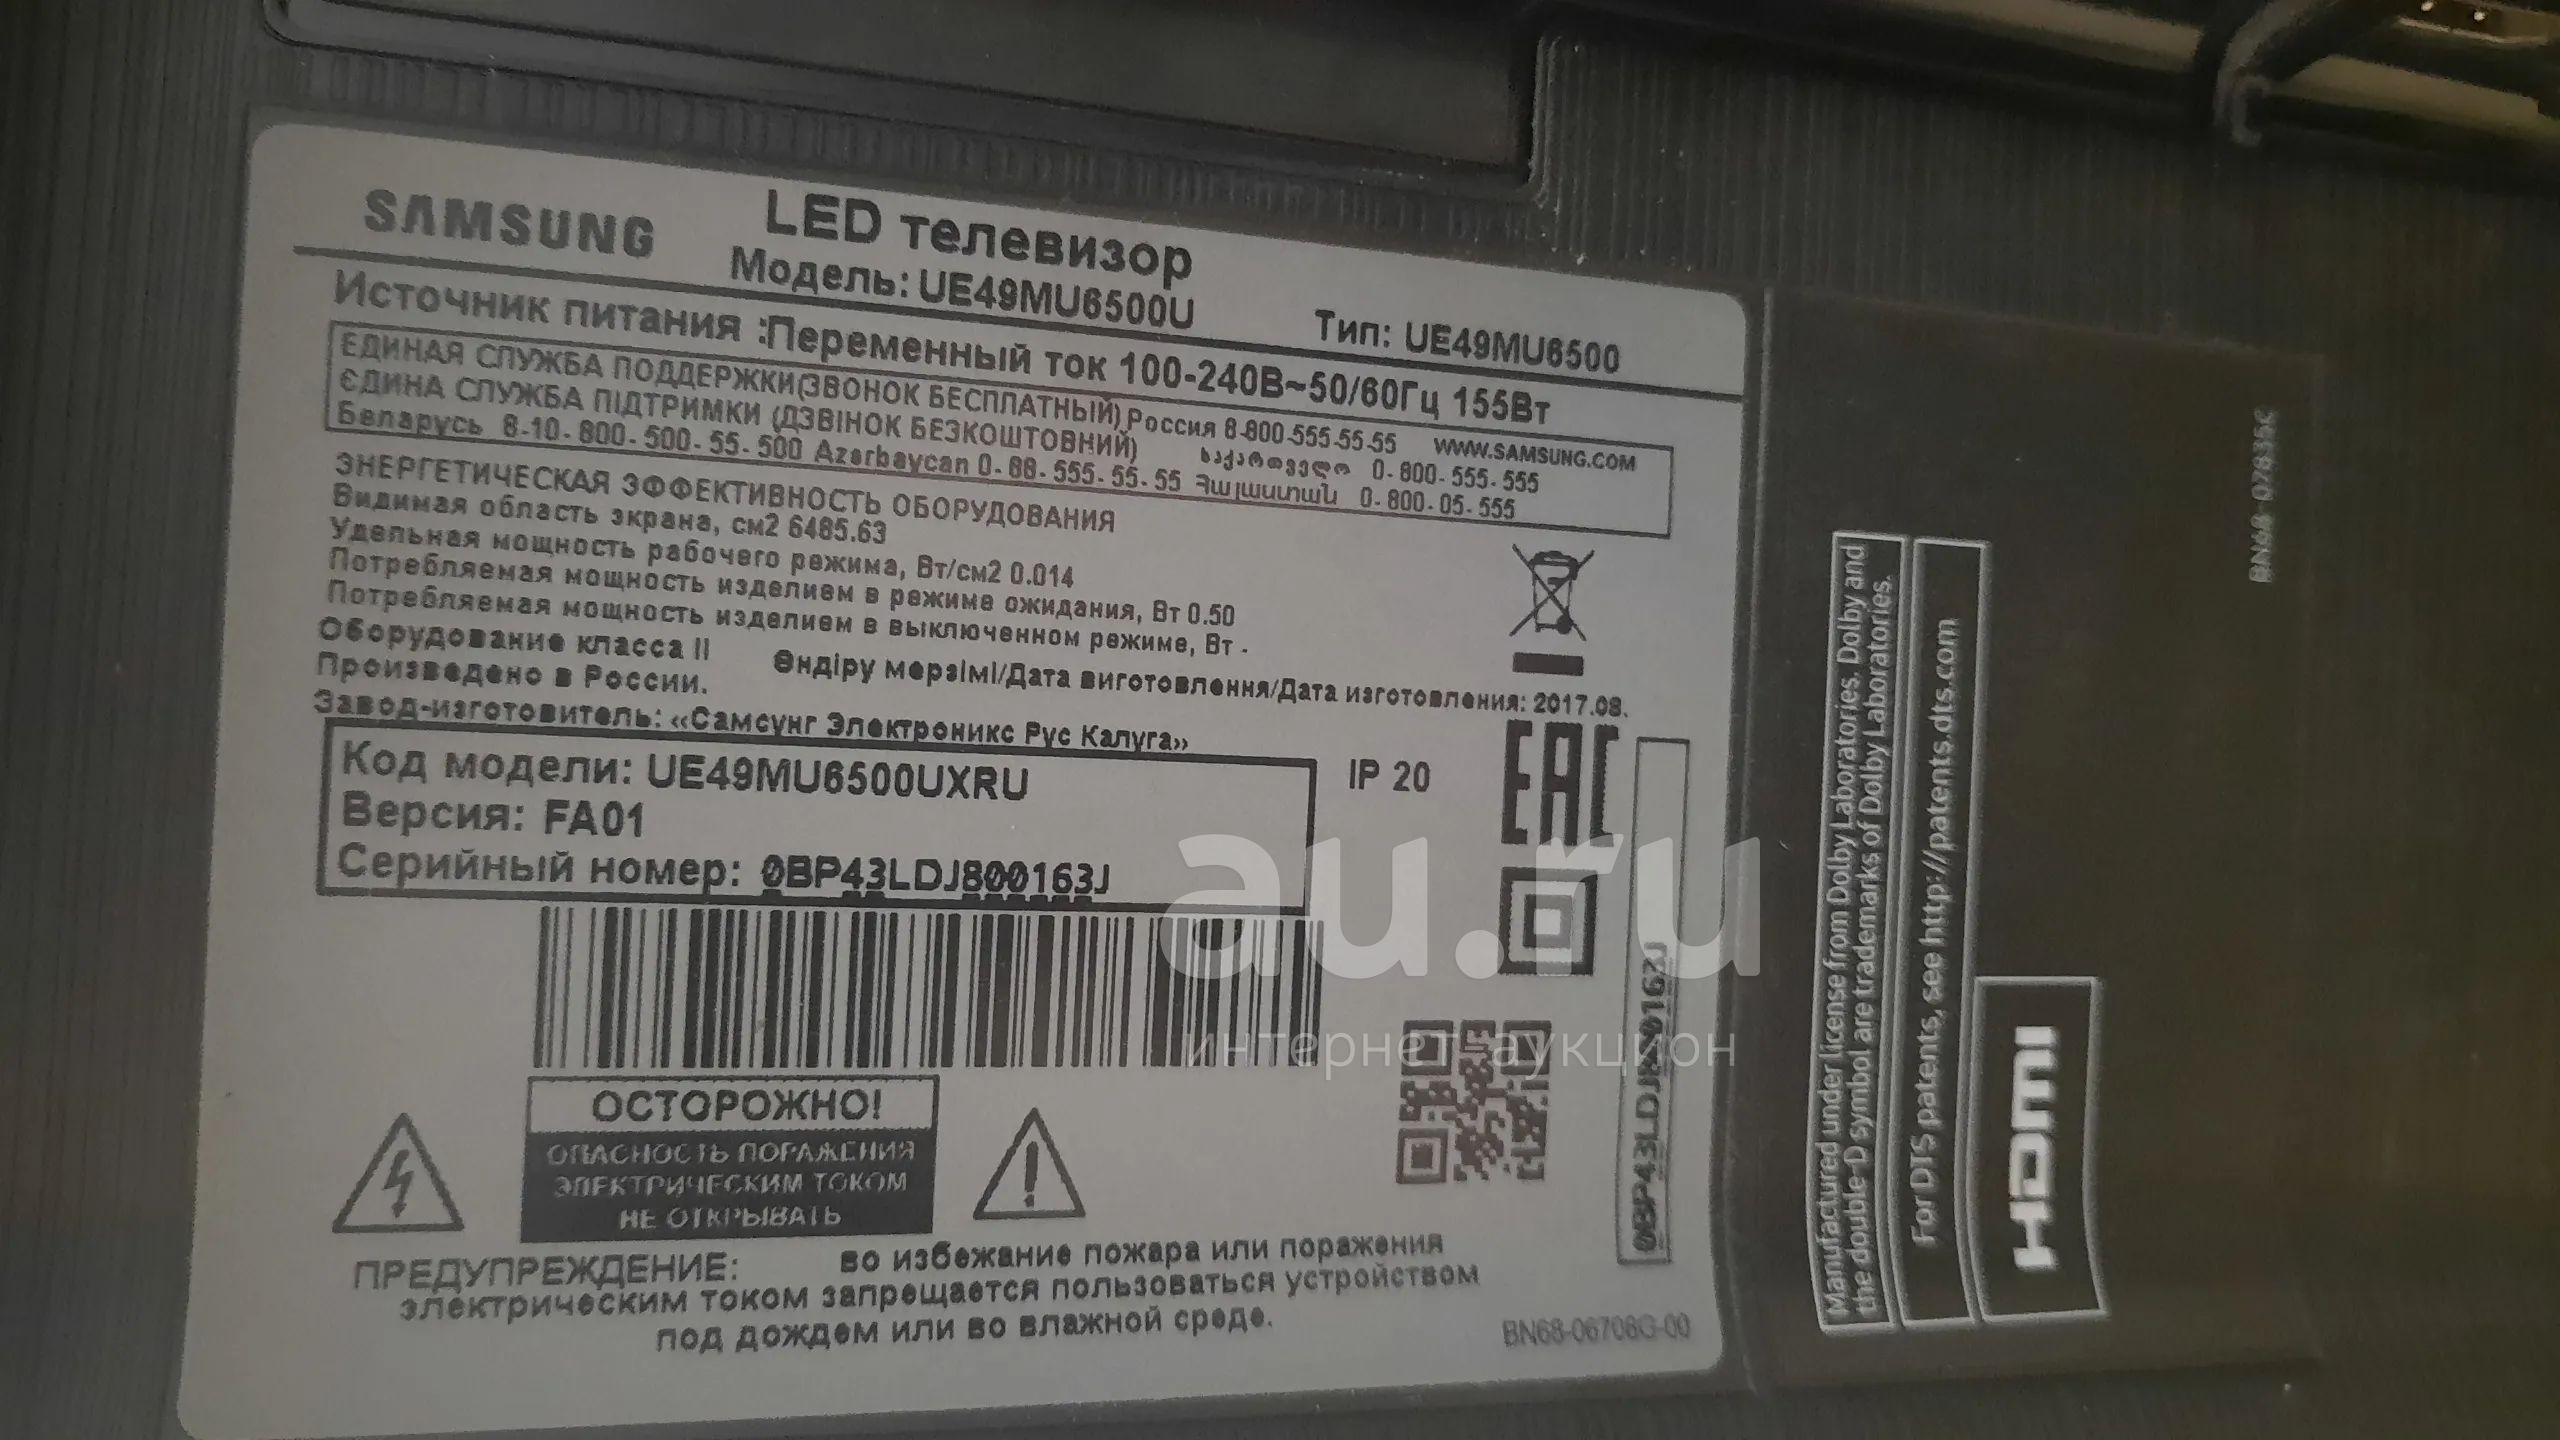 SAMSUNG
LED телевизор
Модель: UE49MU6500U
Тип: UE49MU6500
Источник питания :Переменный ток 100-240В~50/60Гц 155Вт
ЕДИНАЯ СЛУЖБА ПОДДЕРЖКИ(ЗВОНОК БЕСПЛАТНЫЙ) Россия 8-800-555-55-55 WWW.SAMSUNG.COM
ЄДИНА СЛУЖБА ПІДТРИМКИ (ДЗВІНОК БЕЗКОШТОВНИЙ) საქართველო 0-800-555-555
Беларусь 8-10-800-500-55-500 Azərbaycan 0-88-555-55-55 Հայաստան 0-800-05-555
ЭНЕРГЕТИЧЕСКАЯ ЭФФЕКТИВНОСТЬ ОБОРУДОВАНИЯ
Видимая область экрана, см2 6485.63
Удельная мощность рабочего режима, Вт/см2 0.014
Потребляемая мощность изделием в режиме ожидания, Вт 0.50
Потребляемая мощность изделием в выключенном режиме, Вт -
Оборудование класса II
Өндіру мерзімі/Дата виготовлення/Дата изготовления: 2017.08.
Произведено в России.
Завод-изготовитель: «Самсунг Электроникс Рус Калуга»
Код модели: UE49MU6500UXRU
Версия: FA01
Серийный номер: 0BP43LDJ800163J
IP 20
EAC
0BP43LDJ800163J
ОСТОРОЖНО!
ОПАСНОСТЬ ПОРАЖЕНИЯ
ЭЛЕКТРИЧЕСКИМ ТОКОМ
НЕ ОТКРЫВАТЬ
ПРЕДУПРЕЖДЕНИЕ: во избежание пожара или поражения
электрическим током запрещается пользоваться устройством
под дождем или во влажной среде.
BN68-06708G-00
Manufactured under license from Dolby Laboratories. Dolby and
the double-D symbol are trademarks of Dolby Laboratories.
For DTS patents, see http://patents.dts.com
HDMI
au.ru
интернет-аукцион